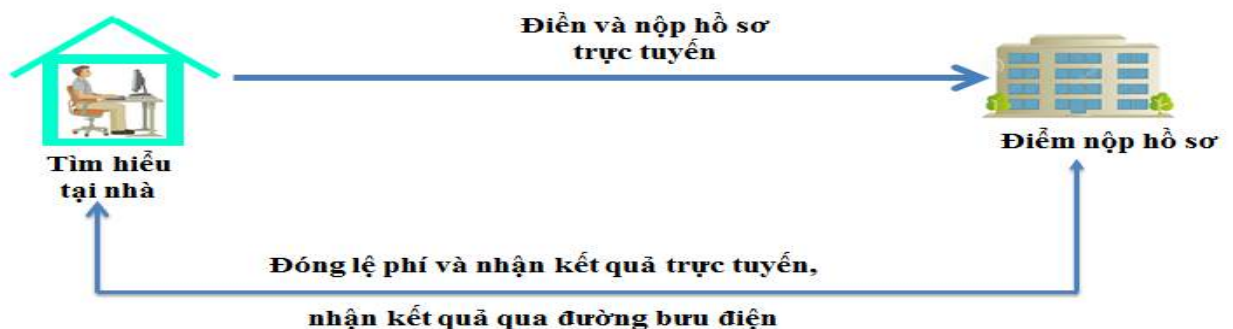 Điền và nộp hồ sơ
trực tuyến
Điểm nộp hồ sơ
Tìm hiểu
tại nhà
Đóng lệ phí và nhận kết quả trực tuyến,
nhận kết quả qua đường bưu điện